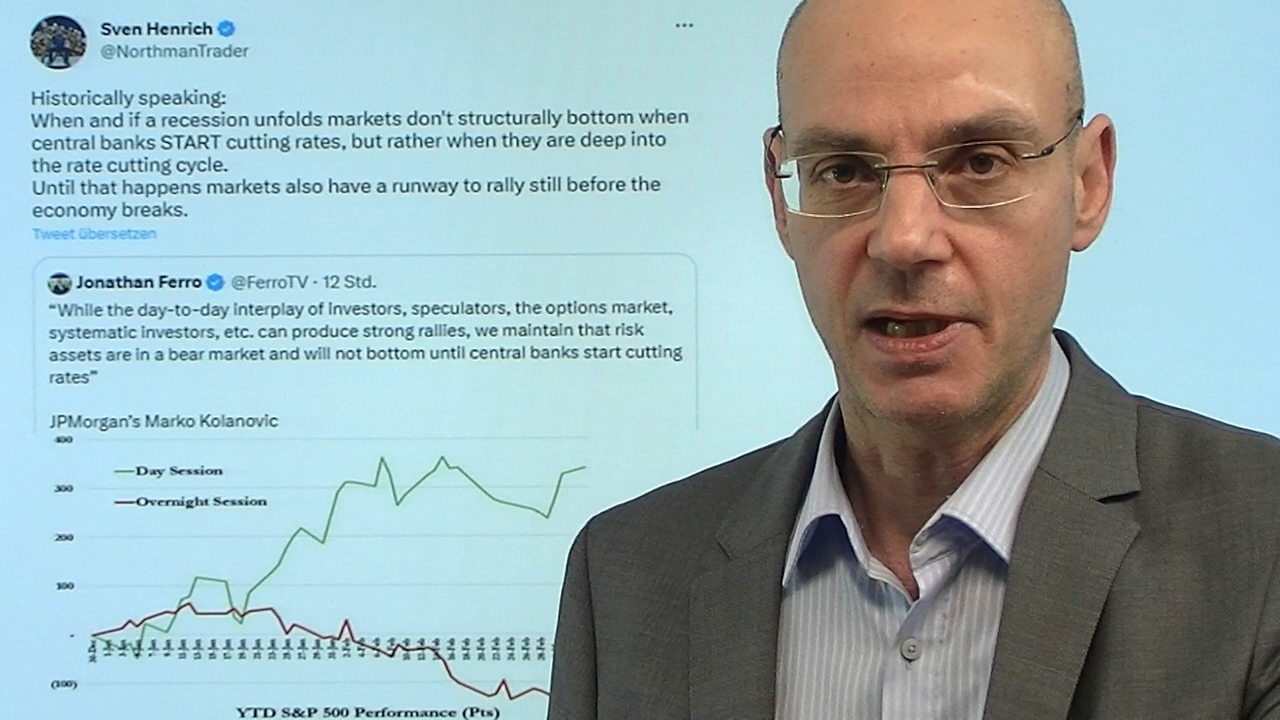 Sven Henrich
@NorthmanTrader
Historically speaking:
When and if a recession unfolds markets don't structurally bottom when
central banks START cutting rates, but rather when they are deep into
the rate cutting cycle.
Until that happens markets also have a runway to rally still before the
economy breaks.
Tweet übersetzen
Jonathan Ferro @FerroTV · 12 Std.
“While the day-to-day interplay of investors, speculators, the options market,
systematic investors, etc. can produce strong rallies, we maintain that risk
assets are in a bear market and will not bottom until central banks start cutting
rates”
JPMorgan's Marko Kolanovic
400
Day Session
300
Overnight Session
200
100
-
(100)
YTD S&P 500 Performance (Pts)